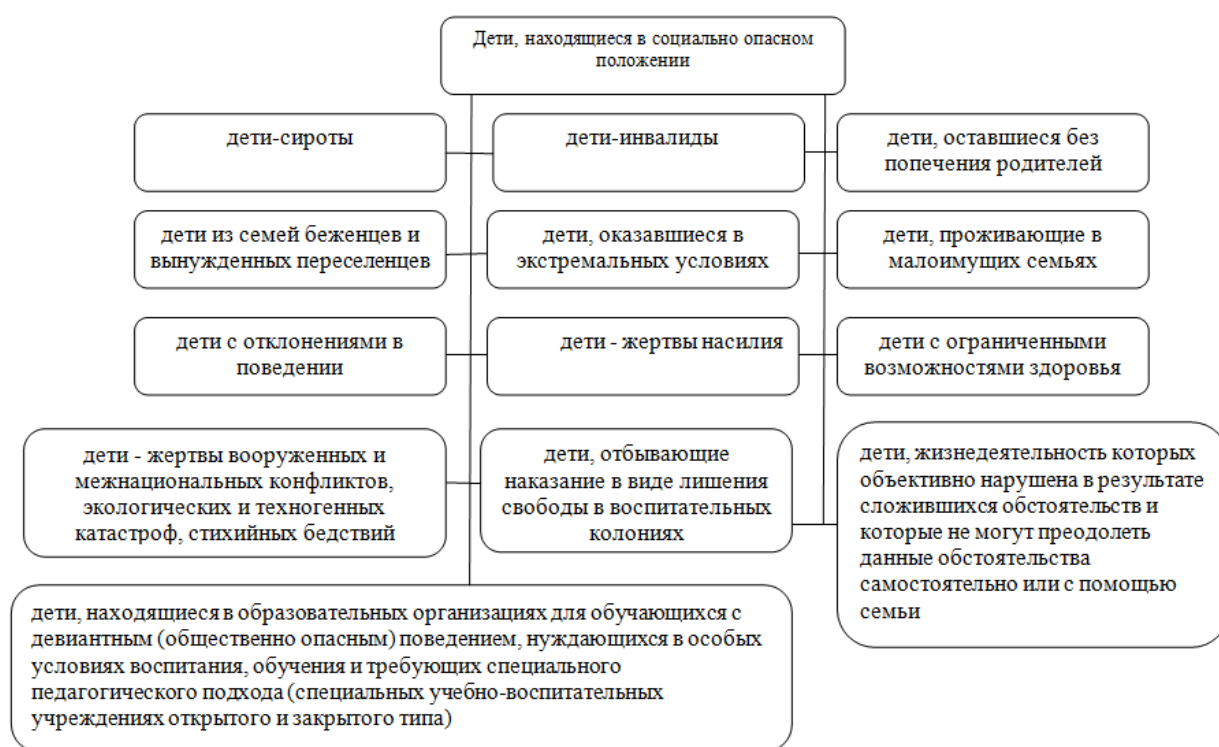 Дети, находящиеся в социально опасном
положении
дети-сироты
дети-инвалиды
дети, оставшиеся без
попечения родителей
дети из семей беженцев и
вынужденных переселенцев
дети, оказавшиеся в
экстремальных условиях
дети, проживающие в
малоимущих семьях
дети с отклонениями в
поведении
дети - жертвы насилия
дети с ограниченными
возможностями здоровья
дети - жертвы вооруженных и
межнациональных конфликтов,
экологических и техногенных
катастроф, стихийных бедствий
дети, отбывающие
наказание в виде лишения
свободы в воспитательных
колониях
дети, жизнедеятельность которых
объективно нарушена в результате
сложившихся обстоятельств и
которые не могут преодолеть
данные обстоятельства
самостоятельно или с помощью
семьи
дети, находящиеся в образовательных организациях для обучающихся с
девиантным (общественно опасным) поведением, нуждающихся в особых
условиях воспитания, обучения и требующих специального
педагогического подхода (специальных учебно-воспитательных
учреждениях открытого и закрытого типа)